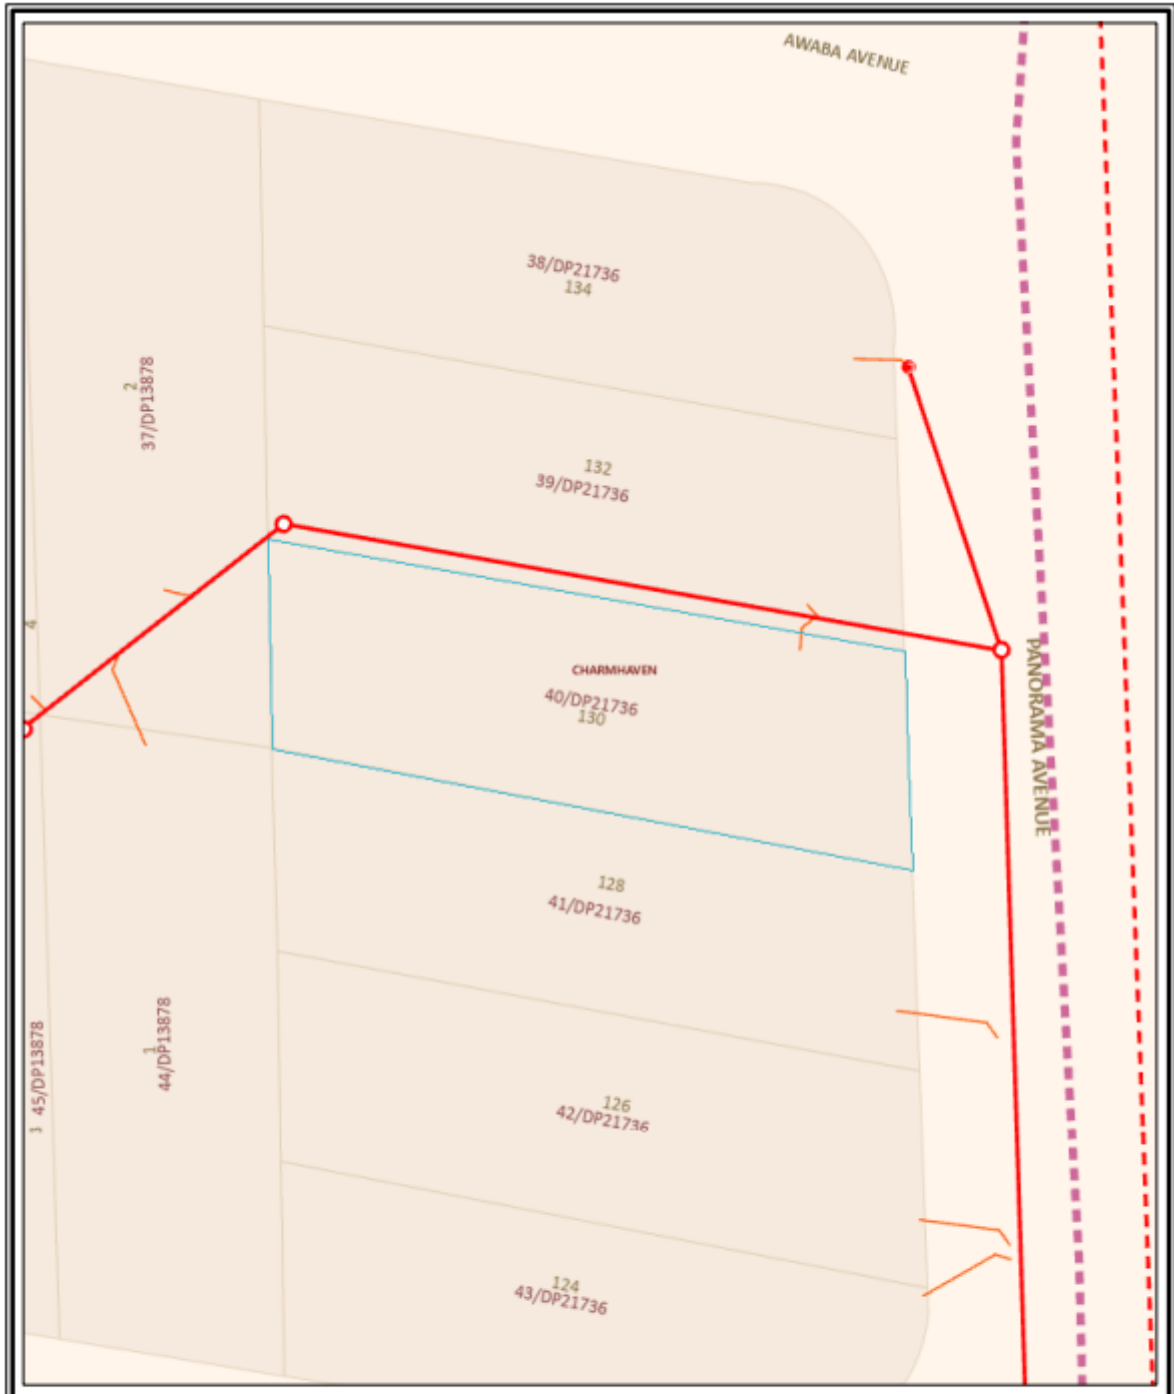 AWABA AVENUE
38/DP21736
134
2
37/DP13878
132
39/DP21736
4
CHARMHAVEN
40/DP21736
130
PANORAMA AVENUE
128
41/DP21736
45/DP13878
1
44/DP13878
126
42/DP21736
124
43/DP21736